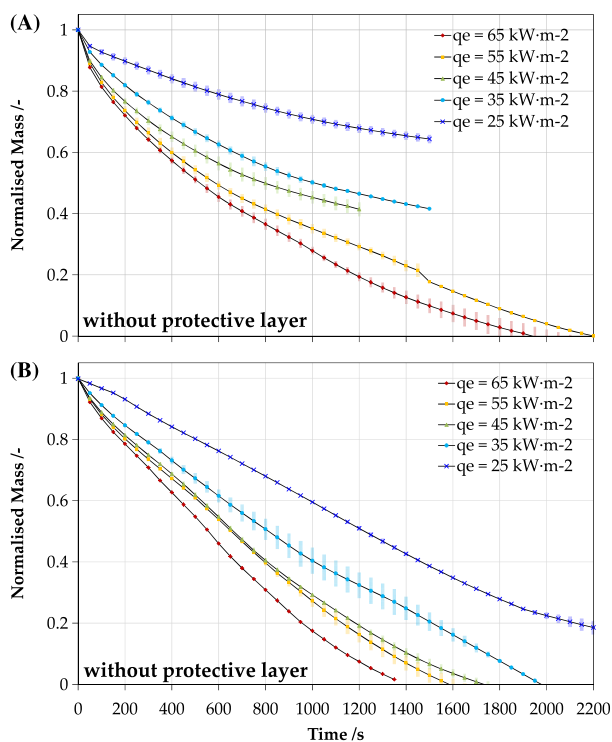 (A)
1
0.8
0.6
0.4
0.2
0
Normalised Mass /-
qe = 65 kW·m-2
qe = 55 kW·m-2
qe = 45 kW·m-2
qe = 35 kW·m-2
qe = 25 kW·m-2
without protective layer
(B)
1
0.8
0.6
0.4
0.2
0
Normalised Mass /-
qe = 65 kW·m-2
qe = 55 kW·m-2
qe = 45 kW·m-2
qe = 35 kW·m-2
qe = 25 kW·m-2
without protective layer
0 200 400 600 800 1000 1200 1400 1600 1800 2000 2200
Time /s